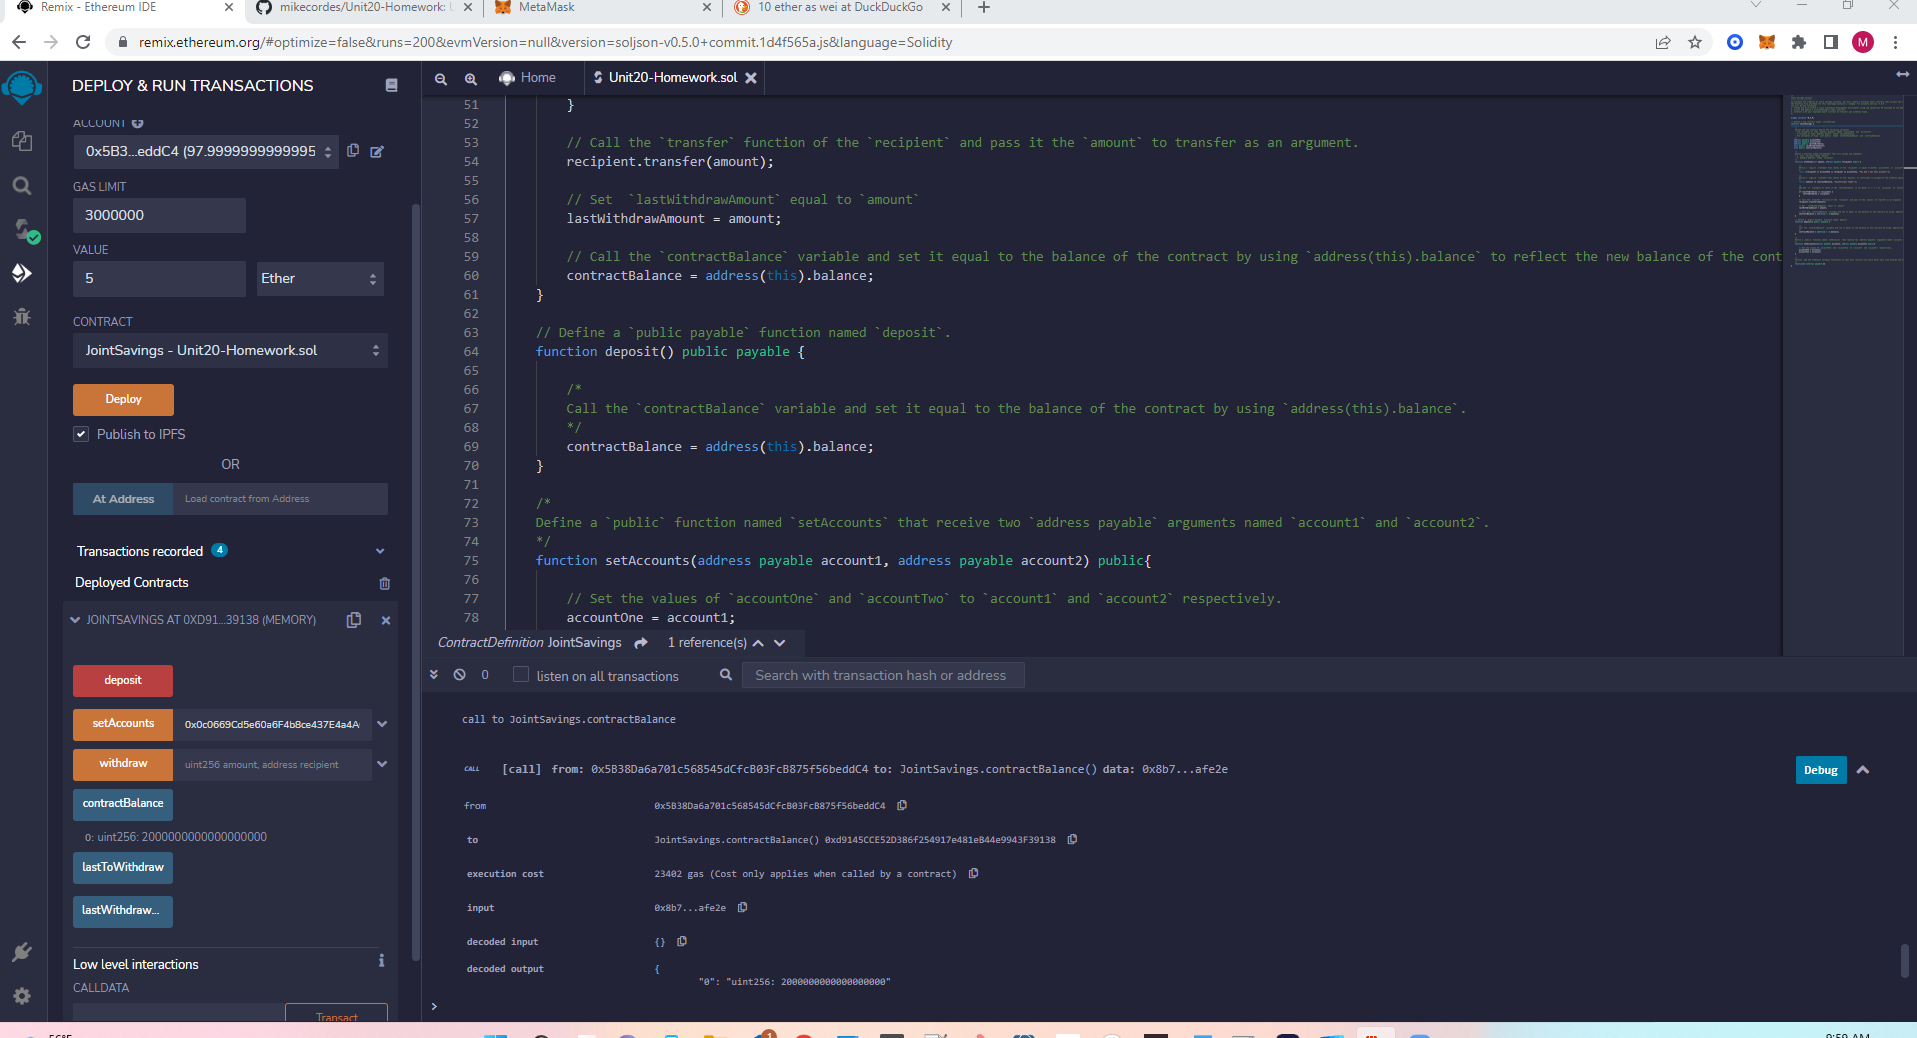 Remix - Ethereum IDE
mikecordes/Unit20-Homework: U
MetaMask
10 ether as wei at DuckDuckGo
remix.ethereum.org/#optimize=false&runs=200&evmVersion=null&version=soljson-v0.5.0+commit.1d4f565a.js&language=Solidity
M
DEPLOY & RUN TRANSACTIONS
ACCOUNT
0x5B3...eddC4 (97.9999999999995
GAS LIMIT
3000000
VALUE
5
Ether
CONTRACT
JointSavings - Unit20-Homework.sol
Deploy
Publish to IPFS
OR
At Address
Load contract from Address
Transactions recorded 4
Deployed Contracts
JOINTSAVINGS AT 0XD91...39138 (MEMORY)
deposit
setAccounts
0x0c0669Cd5e60a6F4b8ce437E4a4A
withdraw
uint256 amount, address recipient
contractBalance
0: uint256: 2000000000000000000
lastToWithdraw
lastWithdraw...
Low level interactions
CALLDATA
Transact
Home
Unit20-Homework.sol
51 }
52
53 // Call the `transfer` function of the `recipient` and pass it the `amount` to transfer as an argument.
54 recipient.transfer(amount);
55
56 // Set  `lastWithdrawAmount` equal to `amount`
57 lastWithdrawAmount = amount;
58
59 // Call the `contractBalance` variable and set it equal to the balance of the contract by using `address(this).balance` to reflect the new balance of the cont
60 contractBalance = address(this).balance;
61 }
62
63 // Define a `public payable` function named `deposit`.
64 function deposit() public payable {
65
66 /*
67 Call the `contractBalance` variable and set it equal to the balance of the contract by using `address(this).balance`.
68 */
69 contractBalance = address(this).balance;
70 }
71
72 /*
73 Define a `public` function named `setAccounts` that receive two `address payable` arguments named `account1` and `account2`.
74 */
75 function setAccounts(address payable account1, address payable account2) public{
76
77 // Set the values of `accountOne` and `accountTwo` to `account1` and `account2` respectively.
78 accountOne = account1;
ContractDefinition JointSavings 1 reference(s)
0 listen on all transactions Search with transaction hash or address
call to JointSavings.contractBalance
CALL [call] from: 0x5B38Da6a701c568545dCfcB03FcB875f56beddC4 to: JointSavings.contractBalance() data: 0x8b7...afe2e
Debug
from 0x5B38Da6a701c568545dCfcB03FcB875f56beddC4
to JointSavings.contractBalance() 0xd9145CCE52D386f254917e481eB44e9943F39138
execution cost 23402 gas (Cost only applies when called by a contract)
input 0x8b7...afe2e
decoded input {}
decoded output {
"0": "uint256: 2000000000000000000"
>